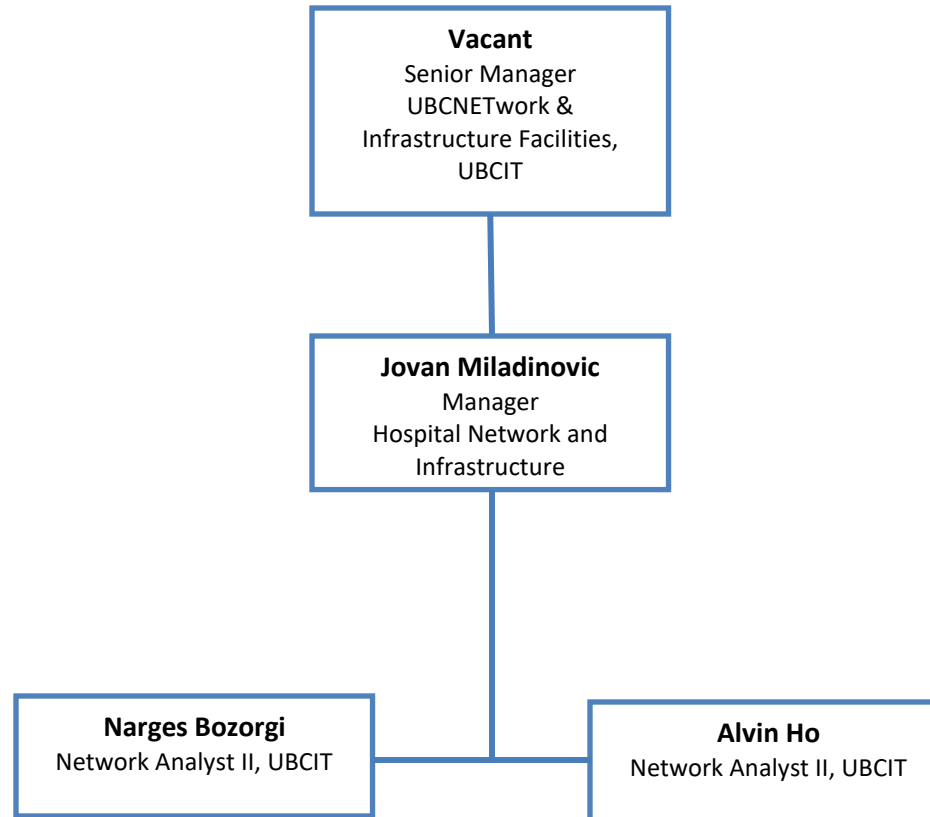 Vacant
Senior Manager
UBCNETwork &
Infrastructure Facilities,
UBCIT
Jovan Miladinovic
Manager
Hospital Network and
Infrastructure
Narges Bozorgi
Network Analyst II, UBCIT
Alvin Ho
Network Analyst II, UBCIT